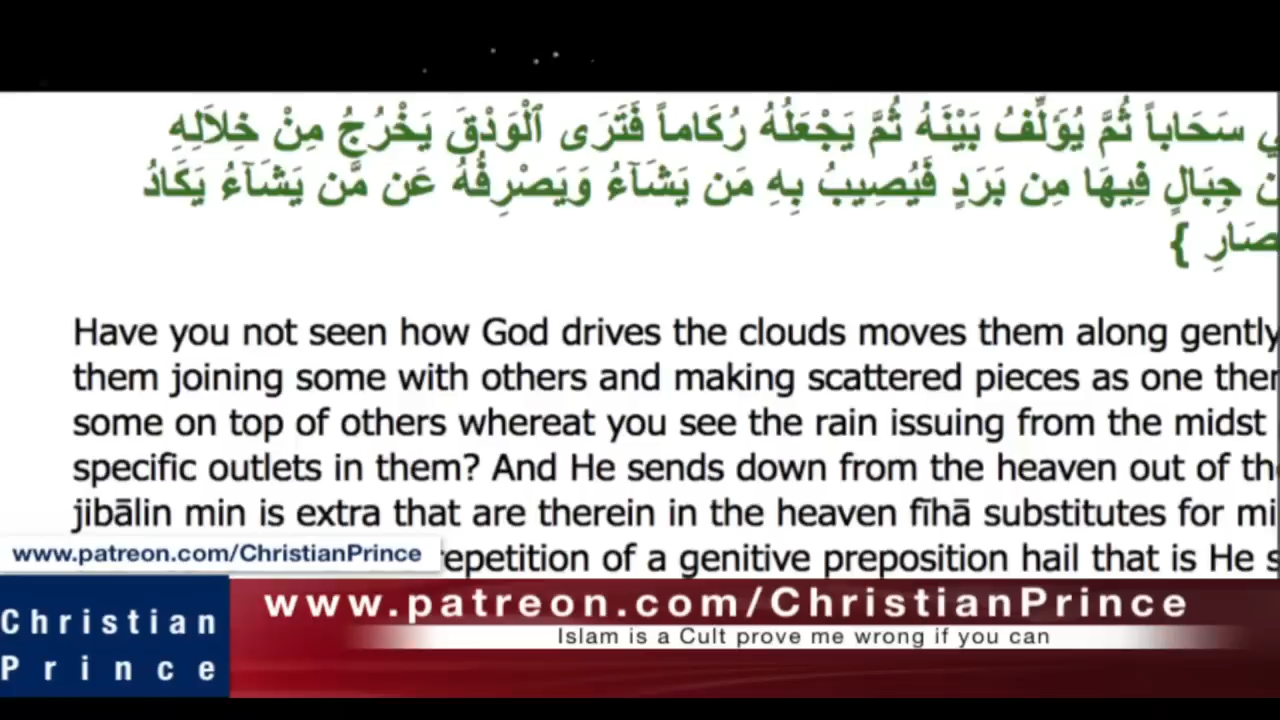 سَحَاباً ثُمَّ يُؤَلِّفُ بَيْنَهُ ثُمَّ يَجْعَلُهُ رُكَاماً فَتَرَى ٱلْوَدْقَ يَخْرُجُ مِنْ خِلاَلِهِ
جِبَالٍ فِيهَا مِن بَرَدٍ فَيُصِيبُ بِهِ مَن يَشَآءُ وَيَصْرِفُهُ عَن مَّن يَشَآءُ يَكَادُ
صَارِ }
Have you not seen how God drives the clouds moves them along gently
them joining some with others and making scattered pieces as one
some on top of others whereat you see the rain issuing from the midst
specific outlets in them? And He sends down from the heaven out of
jibālin min is extra that are therein in the heaven fīhā substitutes for
www.patreon.com/ChristianPrince
epetition of a genitive preposition hail that is He
www.patreon.com/ChristianPrince
Islam is a Cult prove me wrong if you can
Christian
Prince